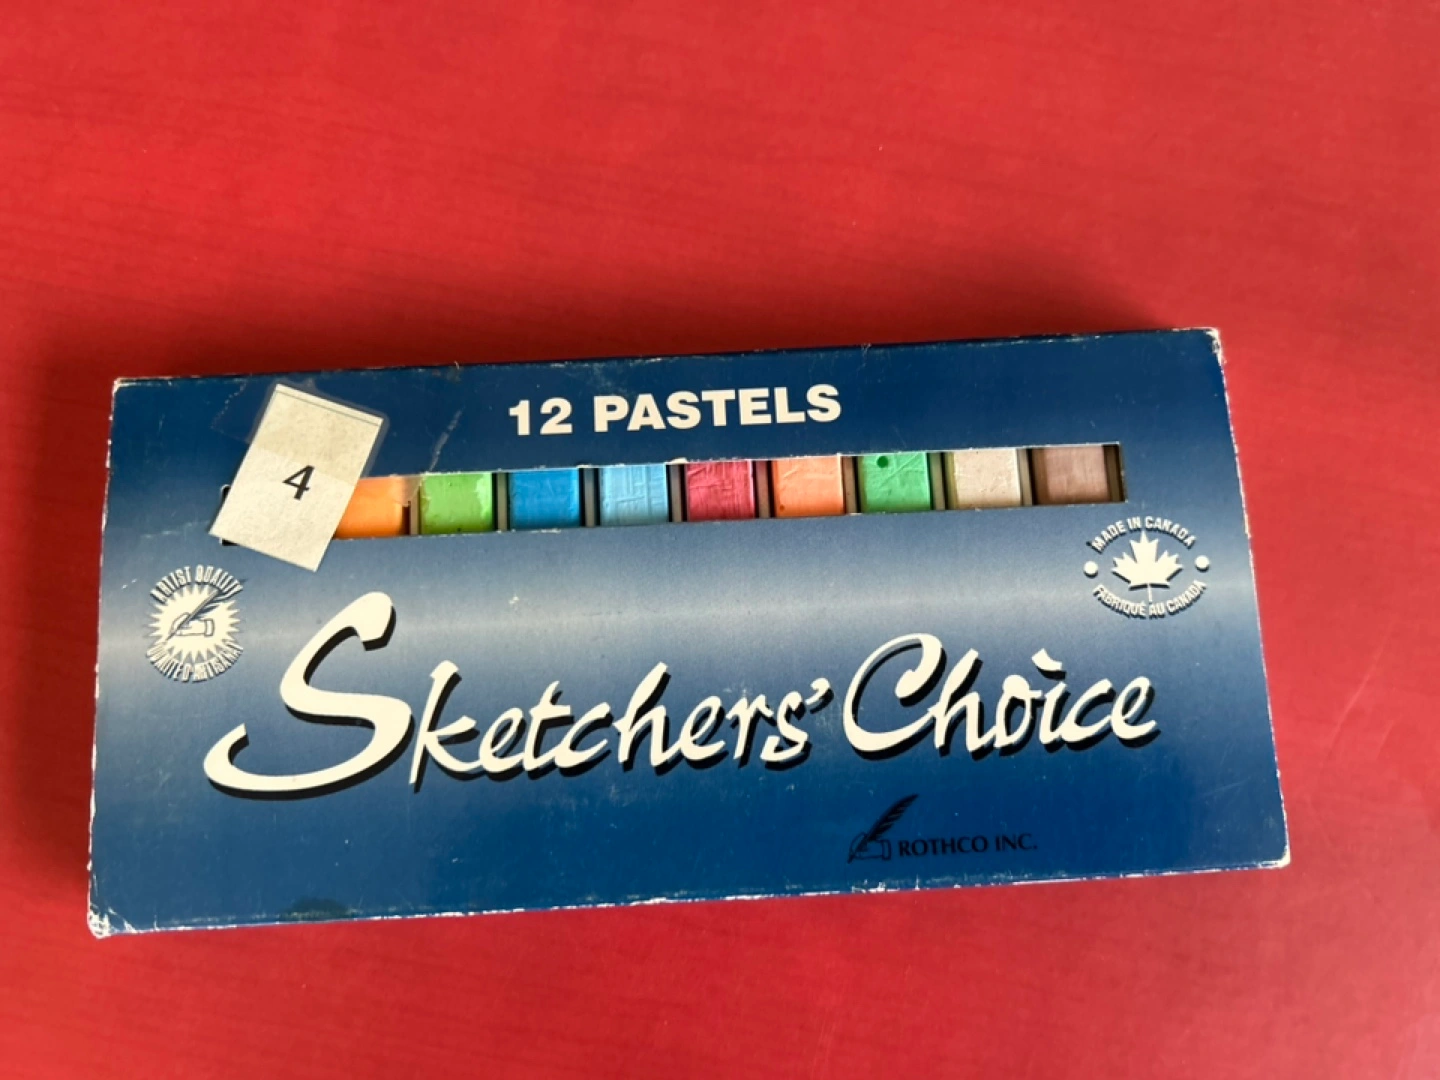 12 PASTELS
4
MADE IN CANADA
FABRIQUÉ AU CANADA
ARTIST QUALITY
QUALITÉ D'ARTISANAT
Sketchers' Choice
ROTHCO INC.